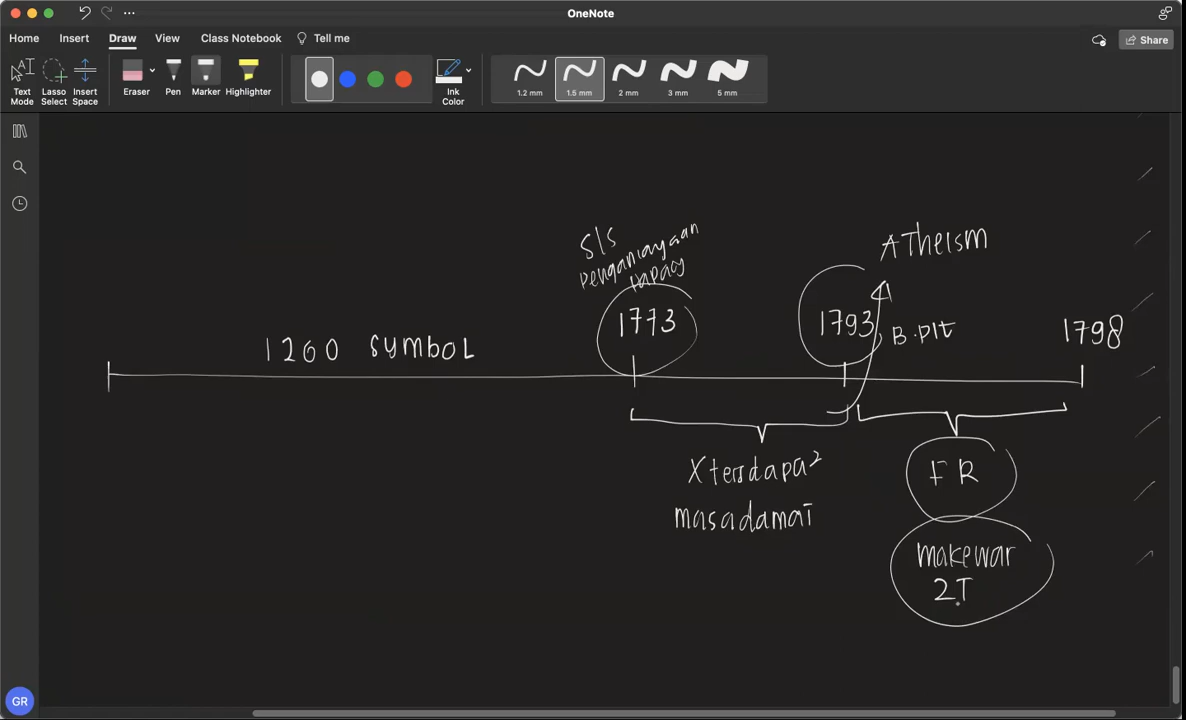 OneNote
Home Insert Draw View Class Notebook Tell me
Share
Text Mode
Lasso Select
Insert Space
Eraser
Pen
Marker
Highlighter
Ink Color
1.2 mm
1.5 mm
2 mm
3 mm
5 mm
S/S
penganiayaan
papacy
ATheism
1773
1793
B.PIT
1798
1260 SYMBOL
masadamai
FR
makewar
2T
GR